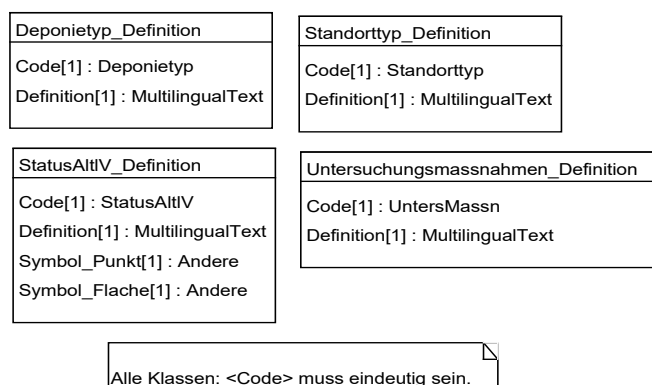 Deponietyp_Definition
Code[1] : Deponietyp
Definition[1] : MultilingualText
Standorttyp_Definition
Code[1] : Standorttyp
Definition[1] : MultilingualText
StatusAltlV_Definition
Code[1] : StatusAltlV
Definition[1] : MultilingualText
Symbol_Punkt[1] : Andere
Symbol_Flache[1] : Andere
Untersuchungsmassnahmen_Definition
Code[1] : UntersMassn
Definition[1] : MultilingualText
Alle Klassen: <Code> muss eindeutig sein.